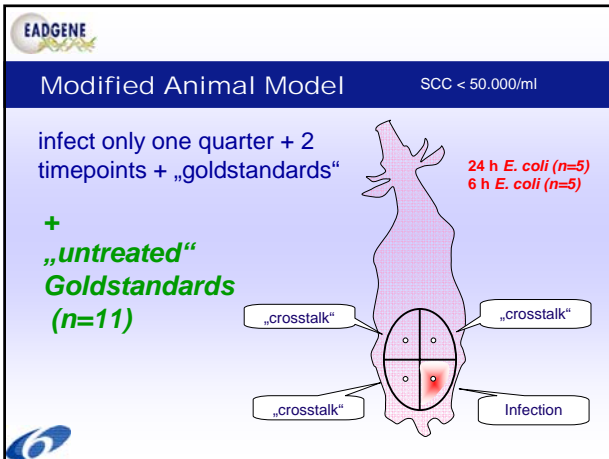 EADGENE
Modified Animal Model
SCC < 50.000/ml
infect only one quarter + 2
timepoints + „goldstandards“
24 h E. coli (n=5)
6 h E. coli (n=5)
+
„untreated“
Goldstandards
(n=11)
„crosstalk“
„crosstalk“
„crosstalk“
Infection
6